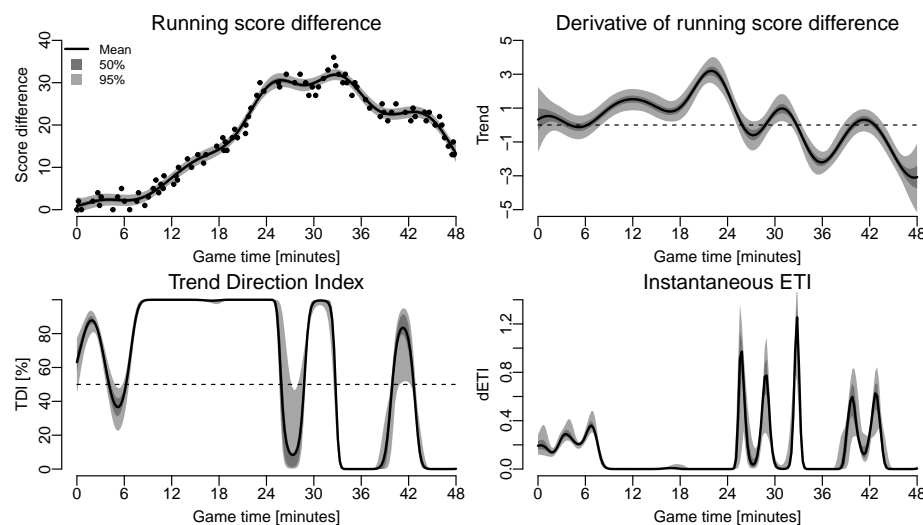 Running score difference
Score difference
0 10 20 30 40
Mean
50%
95%
0 6 12 18 24 30 36 42 48
Game time [minutes]
Derivative of running score difference
Trend
−5 −3 −1 1 3 5
0 6 12 18 24 30 36 42 48
Game time [minutes]
Trend Direction Index
TDI [%]
0 20 40 60 80
0 6 12 18 24 30 36 42 48
Game time [minutes]
Instantaneous ETI
dETI
0.0 0.4 0.8 1.2
0 6 12 18 24 30 36 42 48
Game time [minutes]